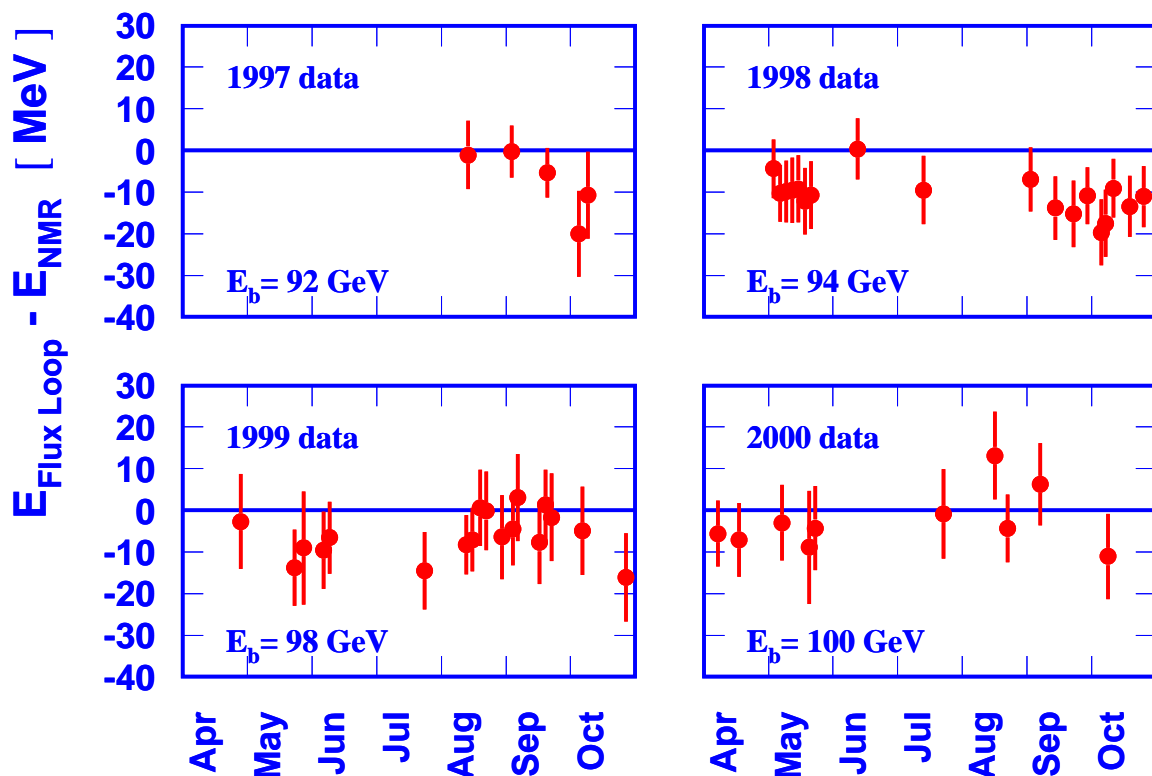 E_Flux Loop - E_NMR [ MeV ]
30
20
10
0
-10
-20
-30
-40
1997 data
E_b= 92 GeV
1998 data
E_b= 94 GeV
30
20
10
0
-10
-20
-30
-40
1999 data
E_b= 98 GeV
2000 data
E_b= 100 GeV
Apr May Jun Jul Aug Sep Oct
Apr May Jun Jul Aug Sep Oct